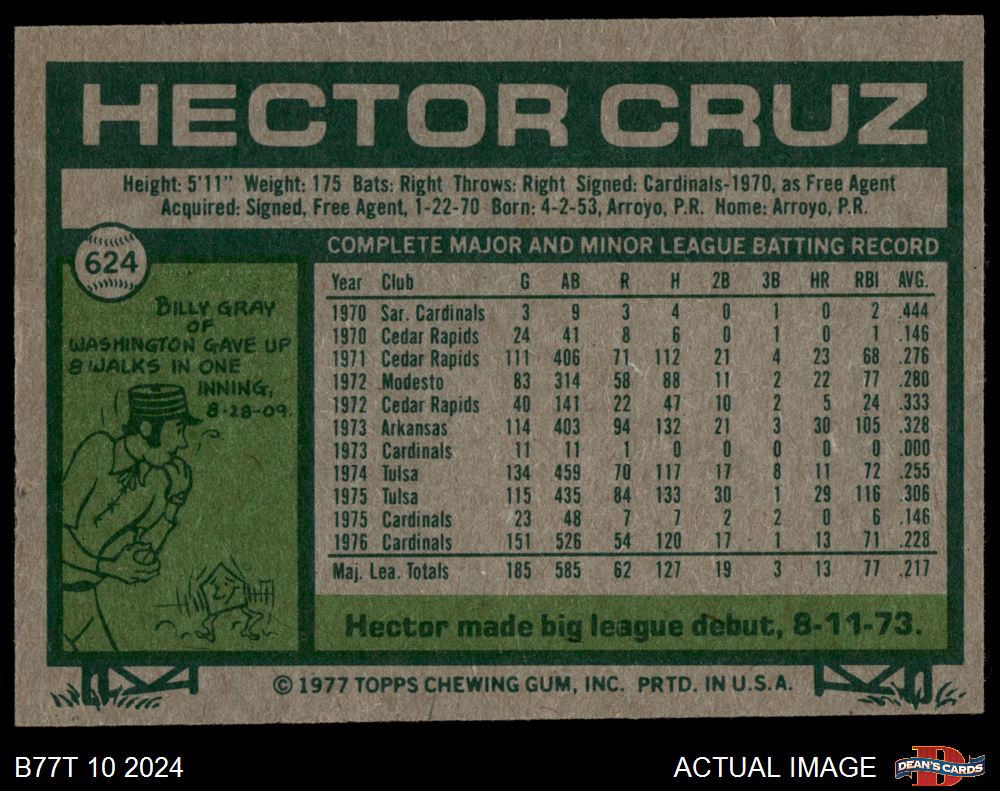 HECTOR CRUZ
Height: 5'11" Weight: 175 Bats: Right Throws: Right Signed: Cardinals-1970, as Free Agent
Acquired: Signed, Free Agent, 1-22-70 Born: 4-2-53, Arroyo, P.R. Home: Arroyo, P.R.
624
BILLY GRAY
OF
WASHINGTON GAVE UP
8 WALKS IN ONE
INNING,
8-28-09.
COMPLETE MAJOR AND MINOR LEAGUE BATTING RECORD
Year Club G AB R H 2B 3B HR RBI AVG.
1970 Sar. Cardinals 3 9 3 4 0 1 0 2 .444
1970 Cedar Rapids 24 41 8 6 0 1 0 1 .146
1971 Cedar Rapids 111 406 71 112 21 4 23 68 .276
1972 Modesto 83 314 58 88 11 2 22 77 .280
1972 Cedar Rapids 40 141 22 47 10 2 5 24 .333
1973 Arkansas 114 403 94 132 21 3 30 105 .328
1973 Cardinals 11 11 1 0 0 0 0 0 .000
1974 Tulsa 134 459 70 117 17 8 11 72 .255
1975 Tulsa 115 435 84 133 30 1 29 116 .306
1975 Cardinals 23 48 7 7 2 2 0 6 .146
1976 Cardinals 151 526 54 120 17 1 13 71 .228
Maj. Lea. Totals 185 585 62 127 19 3 13 77 .217
Hector made big league debut, 8-11-73.
© 1977 TOPPS CHEWING GUM, INC. PRTD. IN U.S.A.
B77T 10 2024
ACTUAL IMAGE
DEAN'S CARDS